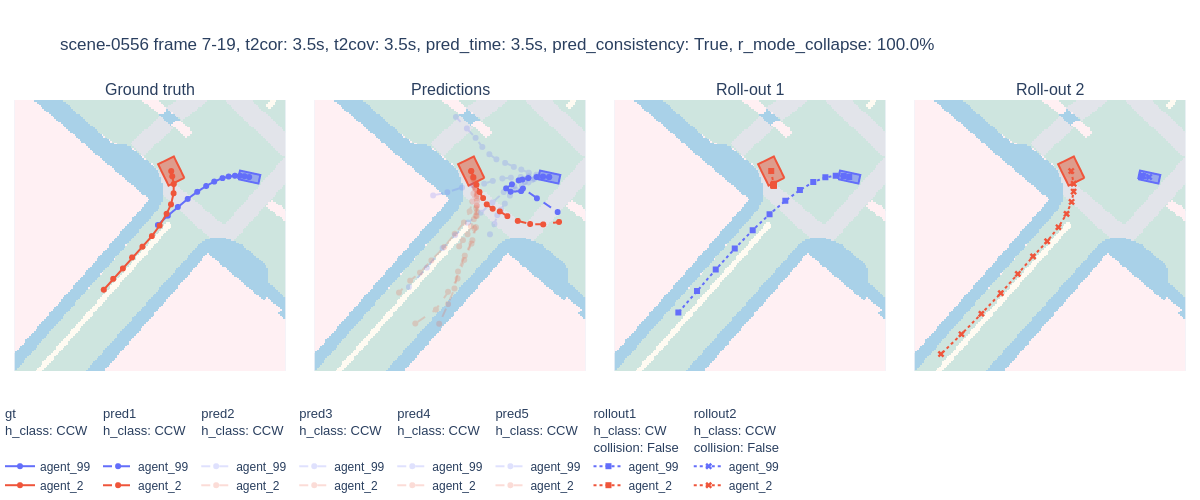 scene-0556 frame 7-19, t2cor: 3.5s, t2cov: 3.5s, pred_time: 3.5s, pred_consistency: True, r_mode_collapse: 100.0%
Ground truth
Predictions
Roll-out 1
Roll-out 2
gt
h_class: CCW
agent_99
agent_2
pred1
h_class: CCW
agent_99
agent_2
pred2
h_class: CCW
agent_99
agent_2
pred3
h_class: CCW
agent_99
agent_2
pred4
h_class: CCW
agent_99
agent_2
pred5
h_class: CCW
agent_99
agent_2
rollout1
h_class: CW
collision: False
agent_99
agent_2
rollout2
h_class: CCW
collision: False
agent_99
agent_2